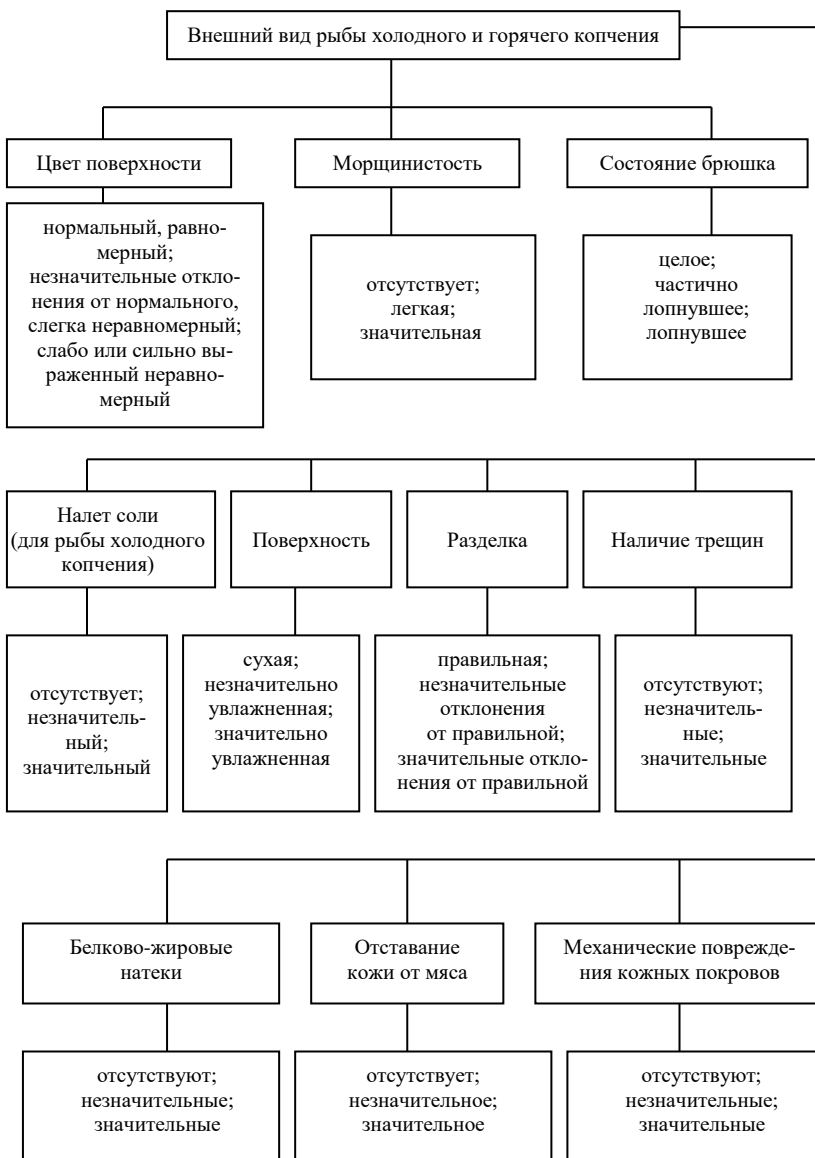 Внешний вид рыбы холодного и горячего копчения
Цвет поверхности
Морщинистость
Состояние брюшка
нормальный, равно-
мерный;
незначительные откло-
нения от нормального,
слегка неравномерный;
слабо или сильно вы-
раженный неравно-
мерный
отсутствует;
легкая;
значительная
целое;
частично
лопнувшее;
лопнувшее
Налет соли
(для рыбы холодного
копчения)
Поверхность
Разделка
Наличие трещин
отсутствует;
незначитель-
ный;
значительный
сухая;
незначительно
увлажненная;
значительно
увлажненная
правильная;
незначительные
отклонения
от правильной;
значительные откло-
нения от правильной
отсутствуют;
незначитель-
ные;
значительные
Белково-жировые
натеки
Отставание
кожи от мяса
Механические поврежде-
ния кожных покровов
отсутствуют;
незначительные;
значительные
отсутствует;
незначительное;
значительное
отсутствуют;
незначительные;
значительные